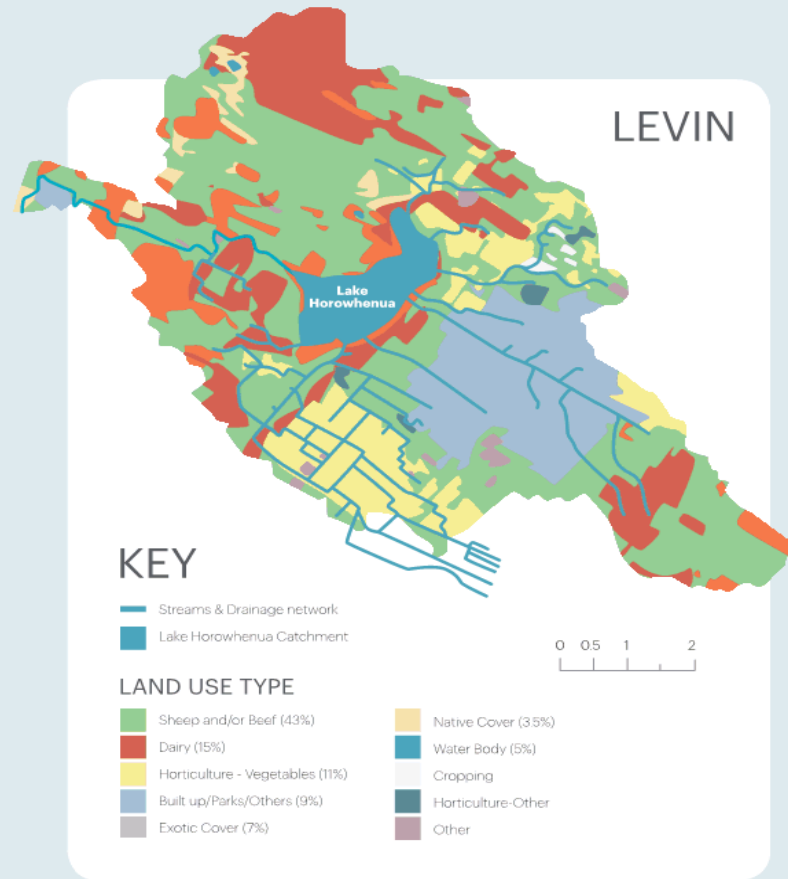 LEVIN
Lake
Horowhenua
KEY
Streams & Drainage network
Lake Horowhenua Catchment
0 0.5 1 2
LAND USE TYPE
Sheep and/or Beef (43%)
Dairy (15%)
Horticulture - Vegetables (11%)
Built up/Parks/Others (9%)
Exotic Cover (7%)
Native Cover (3.5%)
Water Body (5%)
Cropping
Horticulture-Other
Other